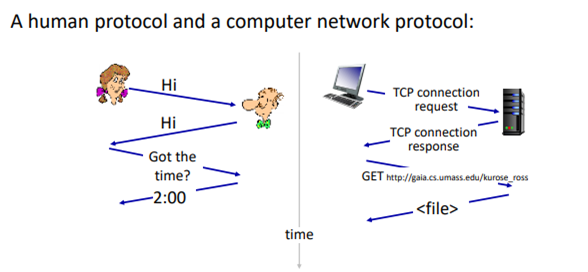 A human protocol and a computer network protocol:
Hi
Hi
Got the
time?
2:00
time
TCP connection
request
TCP connection
response
GET http://gaia.cs.umass.edu/kurose_ross
<file>